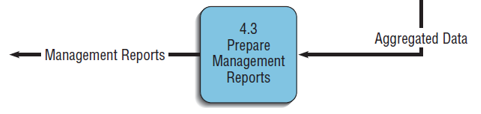 4.3
Prepare
Management
Reports
Management Reports
Aggregated Data